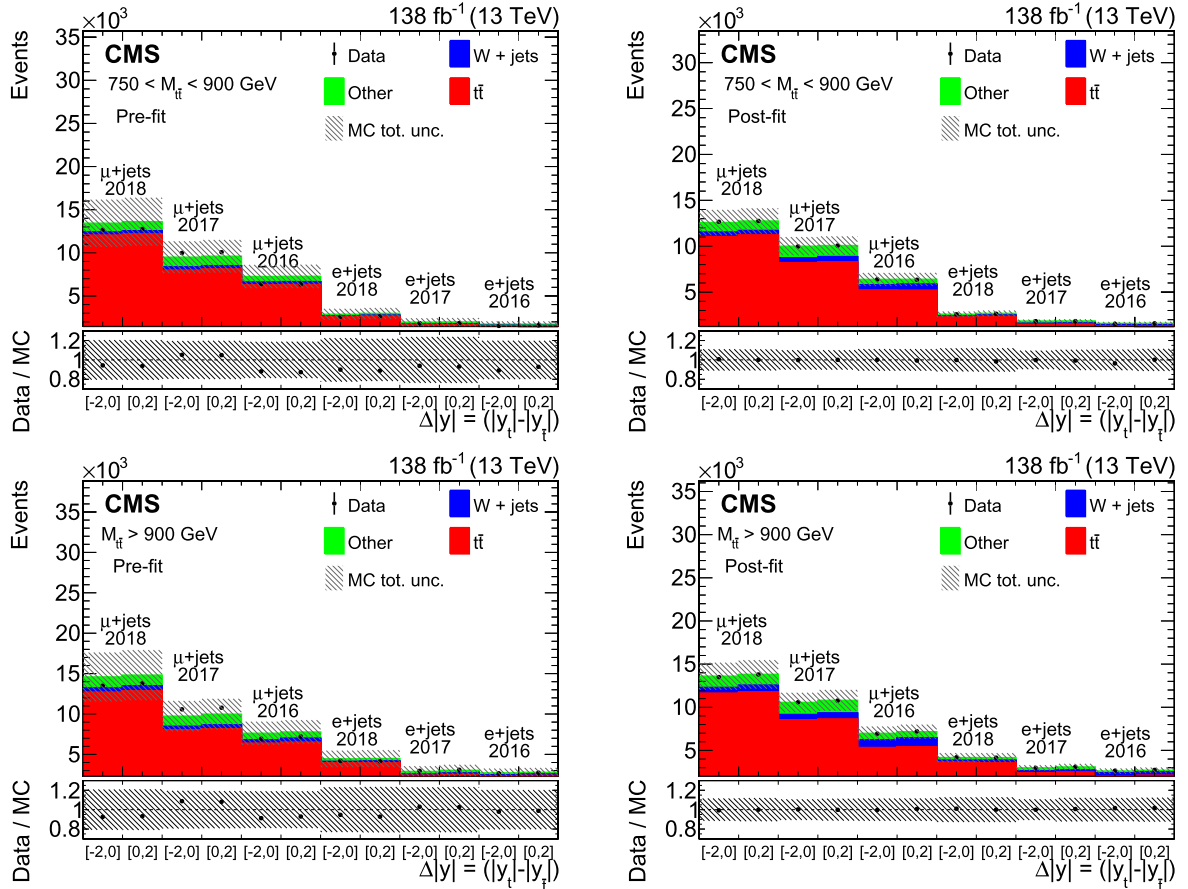 ×10³ 138 fb⁻¹ (13 TeV)
Events
35
30
25
20
15
10
5
CMS
750 < M_tt̄ < 900 GeV
Pre-fit
Data
W + jets
Other
tt̄
MC tot. unc.
μ+jets
2018
μ+jets
2017
μ+jets
2016
e+jets
2018
e+jets
2017
e+jets
2016
Data / MC
1.2
1
0.8
[-2,0] [0,2] [-2,0] [0,2] [-2,0] [0,2] [-2,0] [0,2] [-2,0] [0,2] [-2,0] [0,2]
Δ|y| = (|y_t|-|y_t̄|)
×10³ 138 fb⁻¹ (13 TeV)
Events
30
25
20
15
10
5
CMS
750 < M_tt̄ < 900 GeV
Post-fit
Data
W + jets
Other
tt̄
MC tot. unc.
μ+jets
2018
μ+jets
2017
μ+jets
2016
e+jets
2018
e+jets
2017
e+jets
2016
Data / MC
1.2
1
0.8
[-2,0] [0,2] [-2,0] [0,2] [-2,0] [0,2] [-2,0] [0,2] [-2,0] [0,2] [-2,0] [0,2]
Δ|y| = (|y_t|-|y_t̄|)
×10³ 138 fb⁻¹ (13 TeV)
Events
35
30
25
20
15
10
5
CMS
M_tt̄ > 900 GeV
Pre-fit
Data
W + jets
Other
tt̄
MC tot. unc.
μ+jets
2018
μ+jets
2017
μ+jets
2016
e+jets
2018
e+jets
2017
e+jets
2016
Data / MC
1.2
1
0.8
[-2,0] [0,2] [-2,0] [0,2] [-2,0] [0,2] [-2,0] [0,2] [-2,0] [0,2] [-2,0] [0,2]
Δ|y| = (|y_t|-|y_t̄|)
×10³ 138 fb⁻¹ (13 TeV)
Events
35
30
25
20
15
10
5
CMS
M_tt̄ > 900 GeV
Post-fit
Data
W + jets
Other
tt̄
MC tot. unc.
μ+jets
2018
μ+jets
2017
μ+jets
2016
e+jets
2018
e+jets
2017
e+jets
2016
Data / MC
1.2
1
0.8
[-2,0] [0,2] [-2,0] [0,2] [-2,0] [0,2] [-2,0] [0,2] [-2,0] [0,2] [-2,0] [0,2]
Δ|y| = (|y_t|-|y_t̄|)